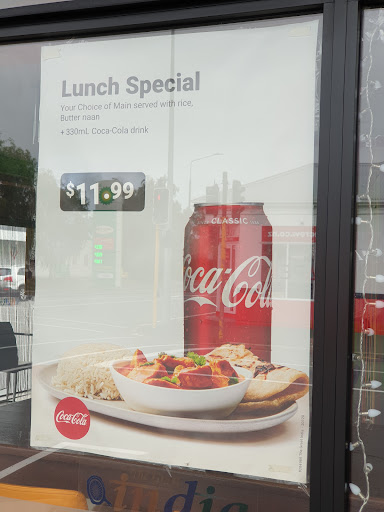 Lunch Special
Your Choice of Main served with rice,
Butter naan
+ 330mL Coca-Cola drink
$11.99
CLASSIC
Coca-Cola
Coca-Cola
india